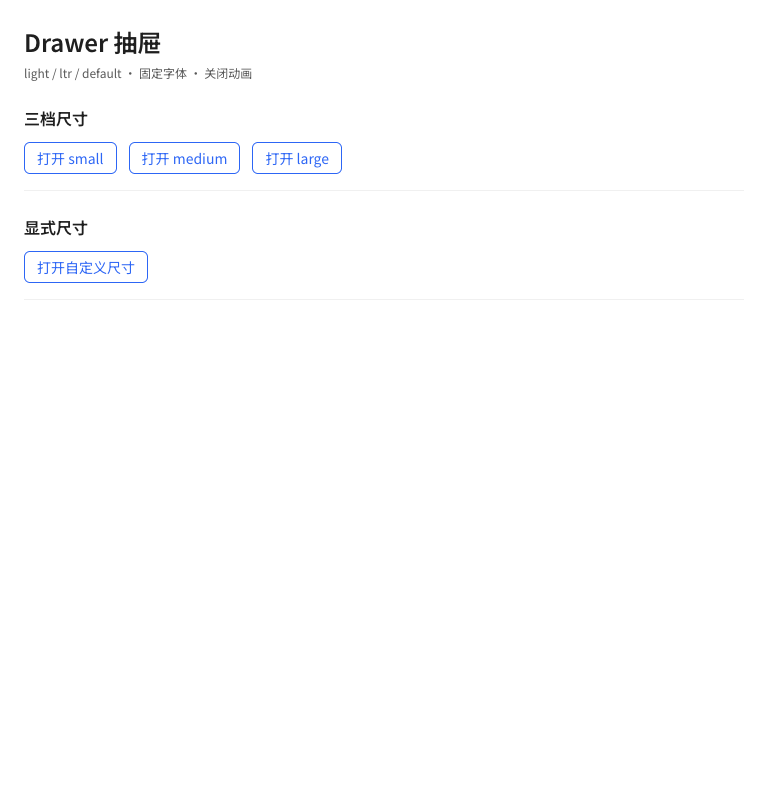 Drawer 抽屉
light / ltr / default · 固定字体 · 关闭动画
三档尺寸
打开 small 打开 medium 打开 large
显式尺寸
打开自定义尺寸